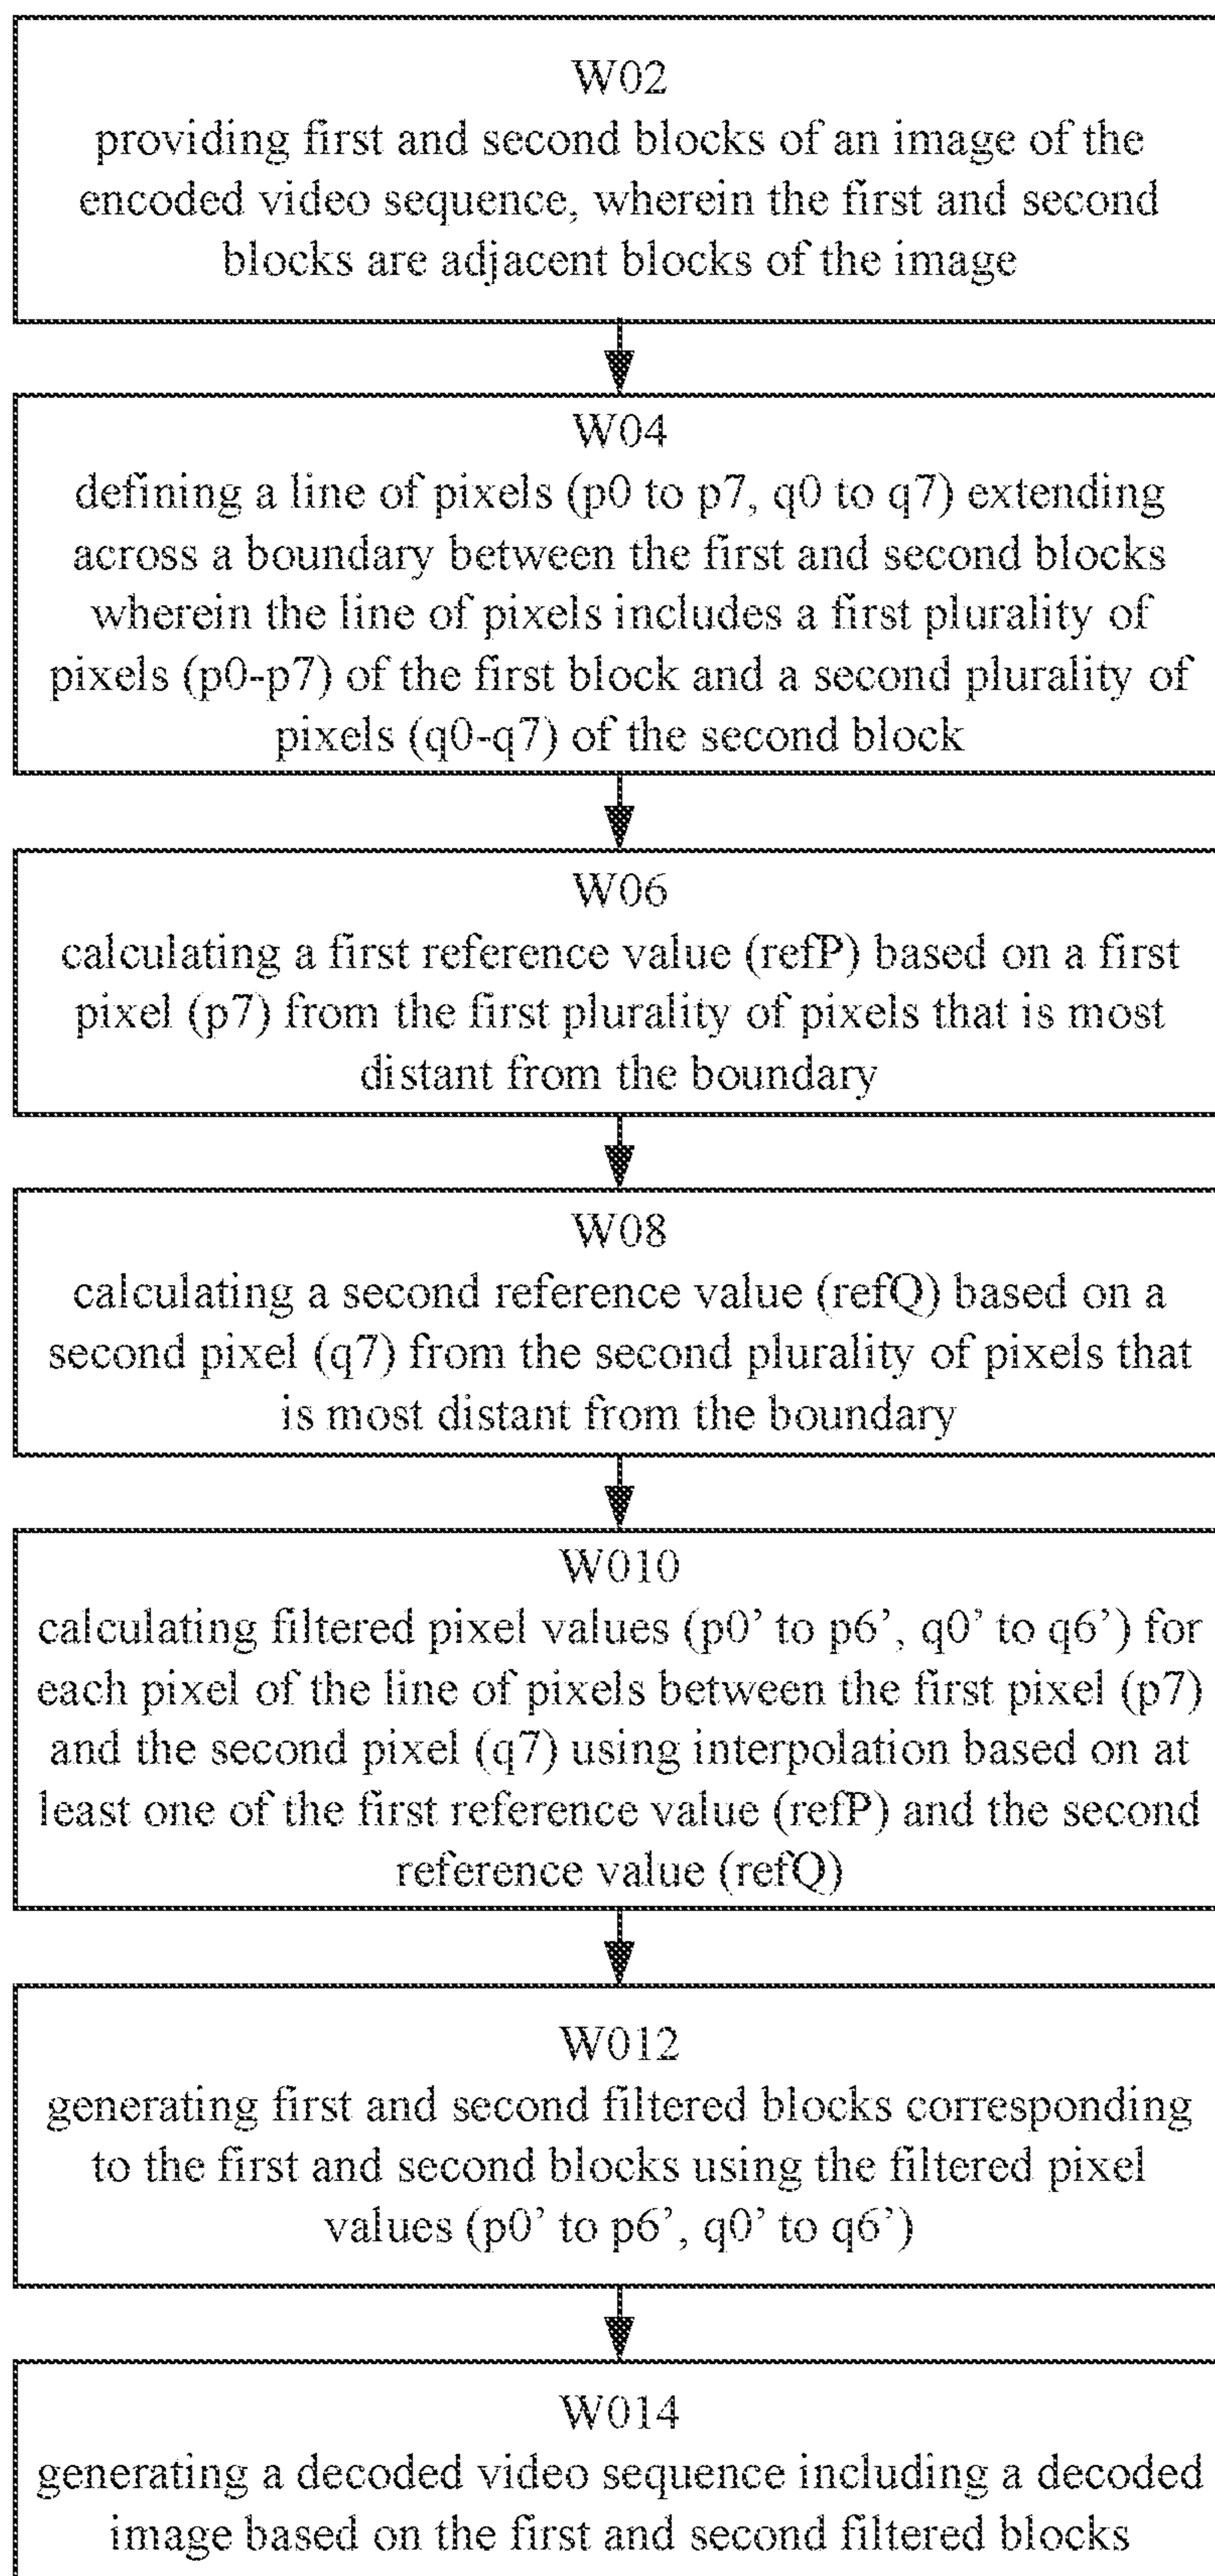 W02
providing first and second blocks of an image of the
encoded video sequence, wherein the first and second
blocks are adjacent blocks of the image
W04
defining a line of pixels (p0 to p7, q0 to q7) extending
across a boundary between the first and second blocks
wherein the line of pixels includes a first plurality of
pixels (p0-p7) of the first block and a second plurality of
pixels (q0-q7) of the second block
W06
calculating a first reference value (refP) based on a first
pixel (p7) from the first plurality of pixels that is most
distant from the boundary
W08
calculating a second reference value (refQ) based on a
second pixel (q7) from the second plurality of pixels that
is most distant from the boundary
W010
calculating filtered pixel values (p0’ to p6’, q0’ to q6’) for
each pixel of the line of pixels between the first pixel (p7)
and the second pixel (q7) using interpolation based on at
least one of the first reference value (refP) and the second
reference value (refQ)
W012
generating first and second filtered blocks corresponding
to the first and second blocks using the filtered pixel
values (p0’ to p6’, q0’ to q6’)
W014
generating a decoded video sequence including a decoded
image based on the first and second filtered blocks